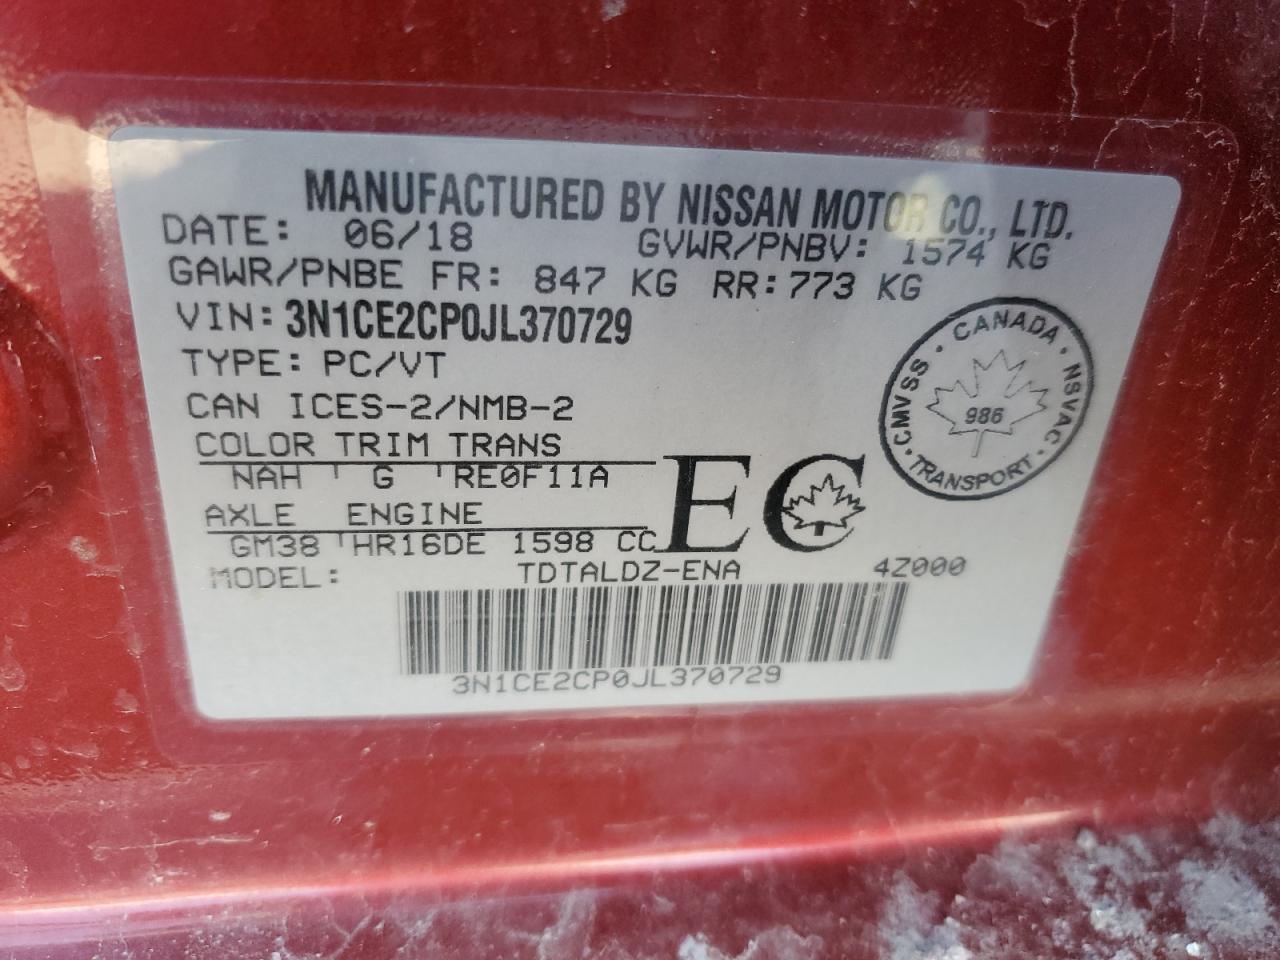 MANUFACTURED BY NISSAN MOTOR CO., LTD.
DATE: 06/18 GVWR/PNBV: 1574 KG
GAWR/PNBE FR: 847 KG RR: 773 KG
VIN: 3N1CE2CP0JL370729
TYPE: PC/VT
CAN ICES-2/NMB-2
COLOR TRIM TRANS
NAH G RE0F11A
AXLE ENGINE
GM38 HR16DE 1598 CC
MODEL: TDTALDZ-ENA 4Z000
3N1CE2CP0JL370729
EC
CMVSS · CANADA · NSVAC · TRANSPORT ·
986